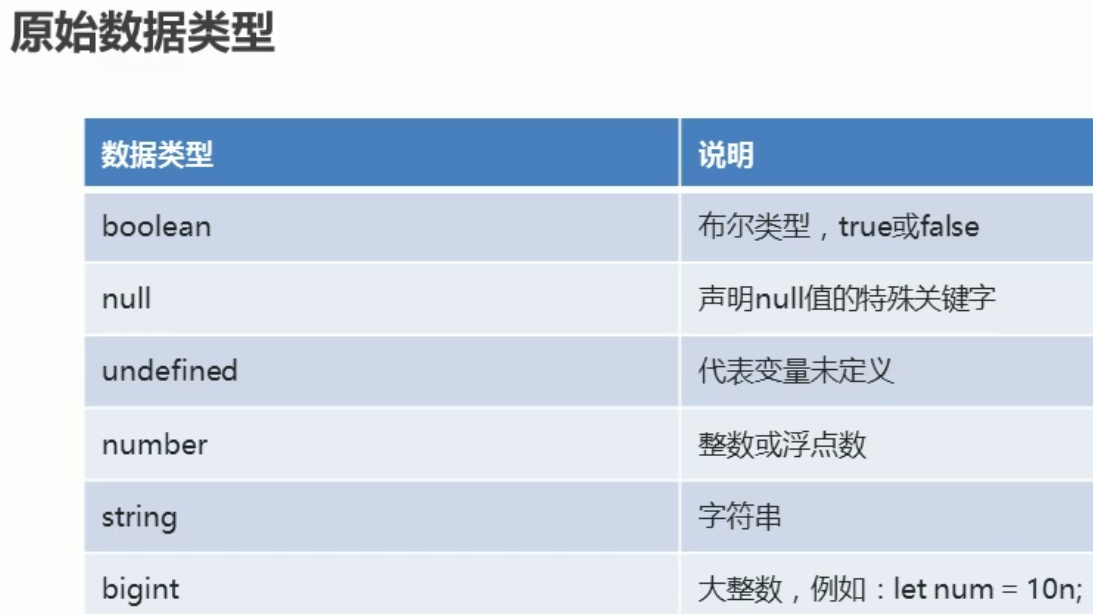 原始数据类型
数据类型 说明
boolean 布尔类型，true或false
null 声明null值的特殊关键字
undefined 代表变量未定义
number 整数或浮点数
string 字符串
bigint 大整数，例如：let num = 10n;